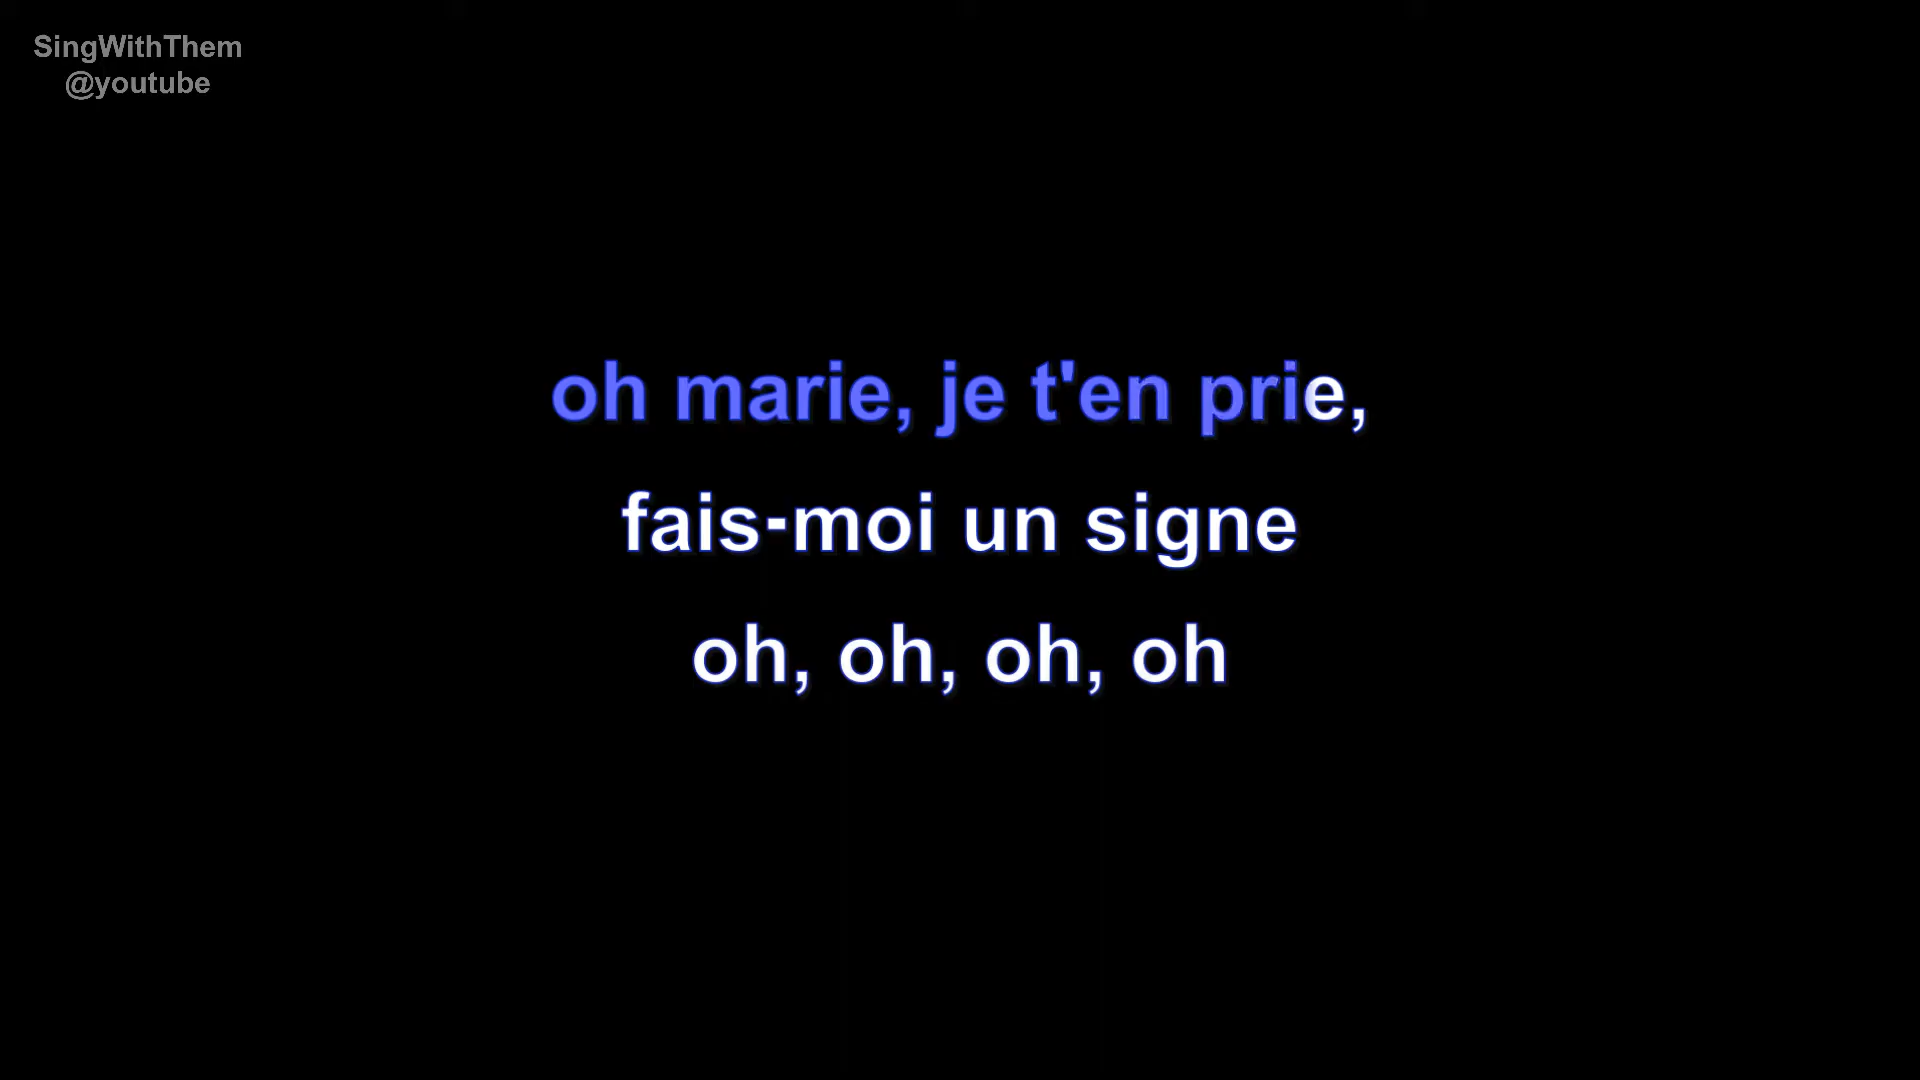 SingWithThem
@youtube
oh marie, je t'en prie,
fais-moi un signe
oh, oh, oh, oh